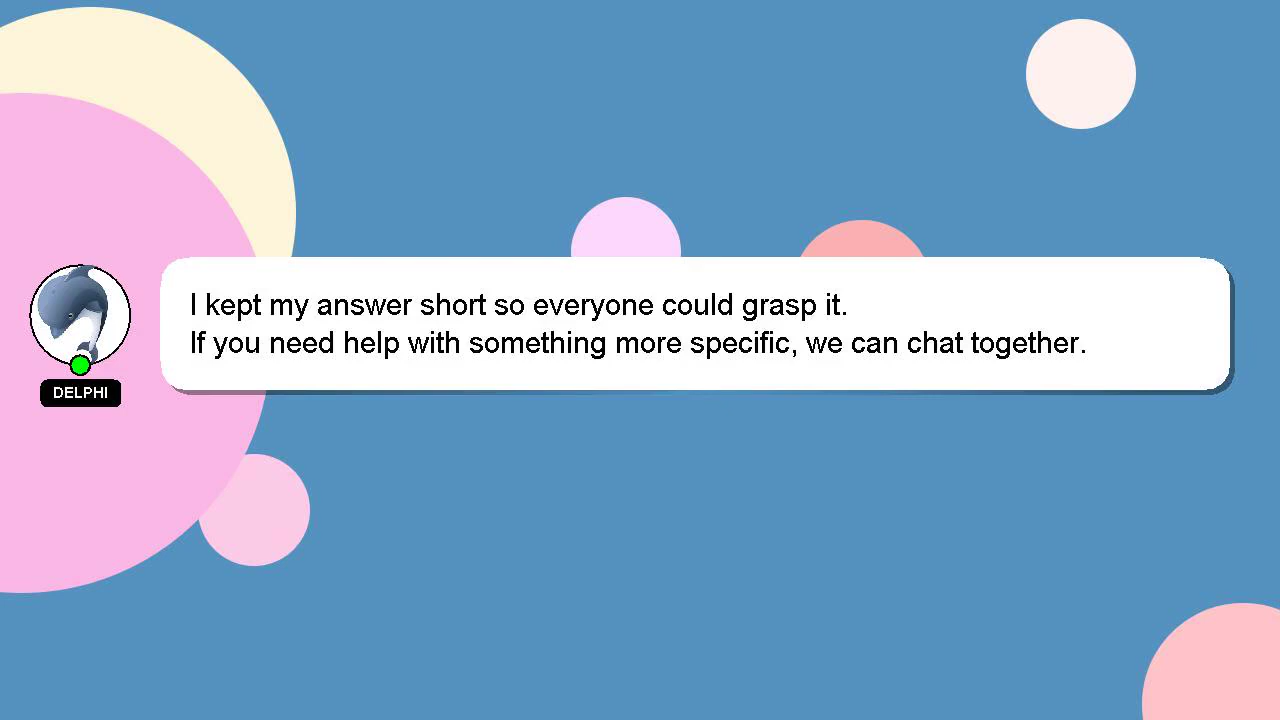 I kept my answer short so everyone could grasp it.
If you need help with something more specific, we can chat together.
DELPHI